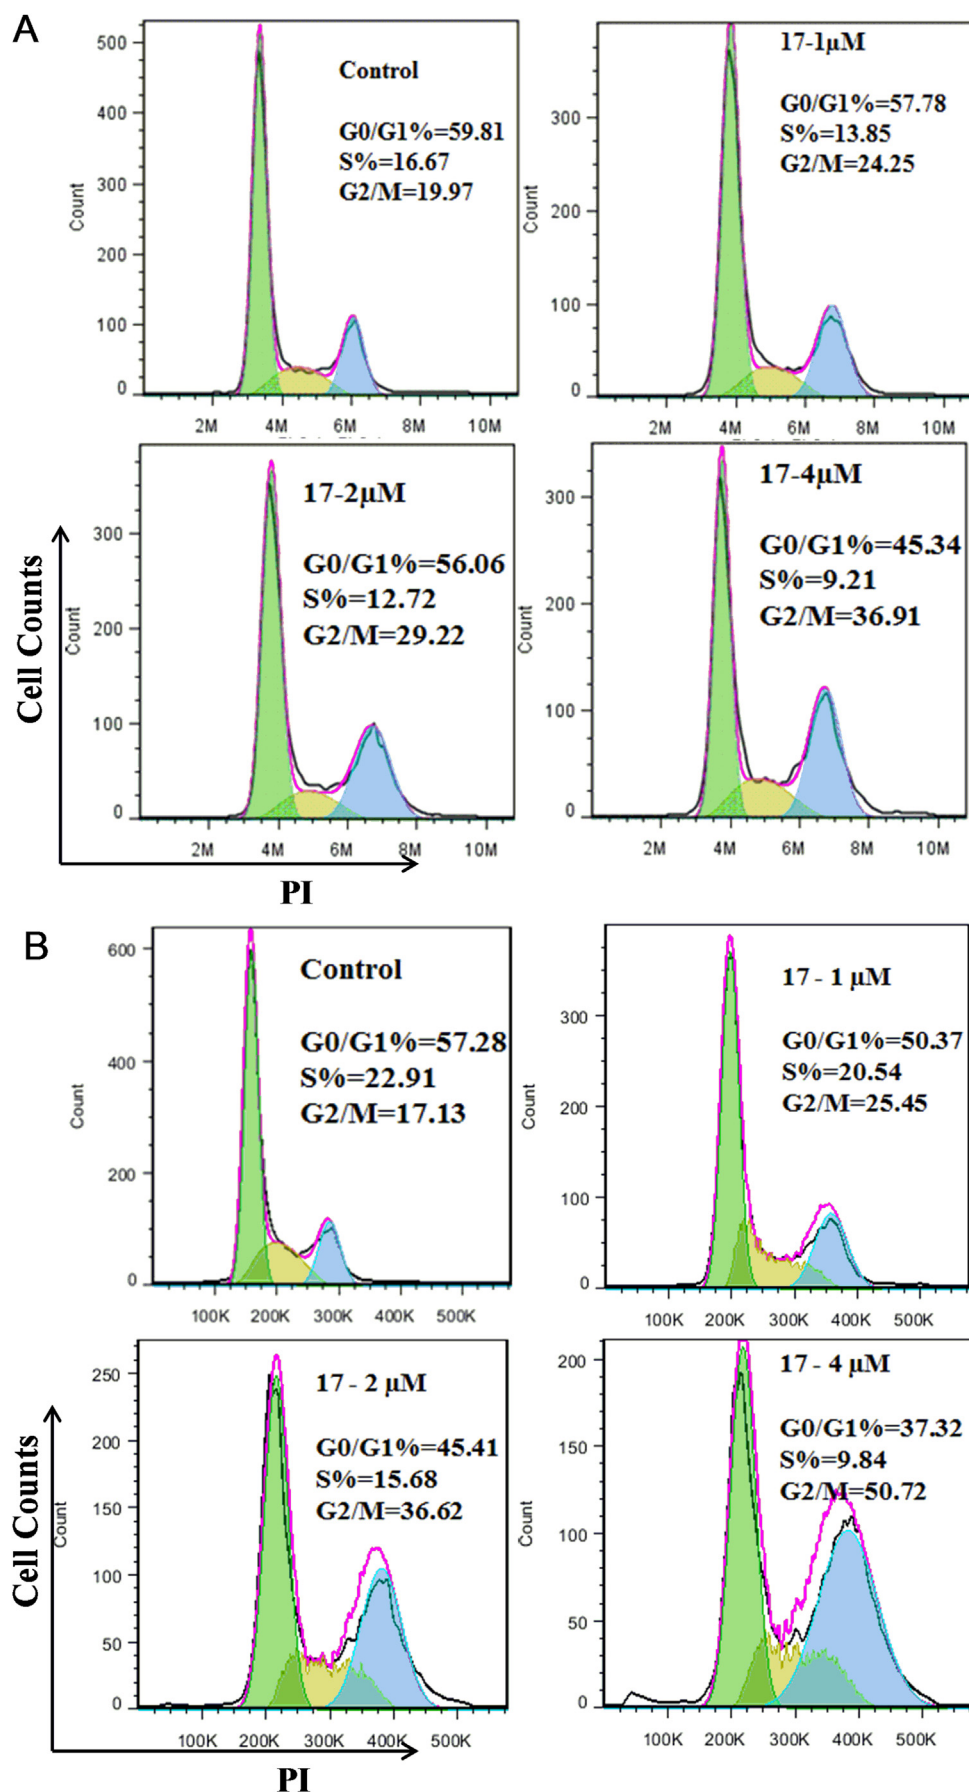 A
Control
G0/G1%=59.81
S%=16.67
G2/M=19.97
Count
500
400
300
200
100
0
2M 4M 6M 8M 10M
17-1μM
G0/G1%=57.78
S%=13.85
G2/M=24.25
Count
300
200
100
0
2M 4M 6M 8M 10M
17-2μM
G0/G1%=56.06
S%=12.72
G2/M=29.22
Count
300
200
100
0
2M 4M 6M 8M 10M
17-4μM
G0/G1%=45.34
S%=9.21
G2/M=36.91
Count
300
200
100
0
2M 4M 6M 8M 10M
Cell Counts
PI
B
Control
G0/G1%=57.28
S%=22.91
G2/M=17.13
Count
600
400
200
0
100K 200K 300K 400K 500K
17 - 1 μM
G0/G1%=50.37
S%=20.54
G2/M=25.45
Count
300
200
100
0
100K 200K 300K 400K 500K
17 - 2 μM
G0/G1%=45.41
S%=15.68
G2/M=36.62
Count
250
200
150
100
50
0
100K 200K 300K 400K 500K
17 - 4 μM
G0/G1%=37.32
S%=9.84
G2/M=50.72
Count
200
150
100
50
0
100K 200K 300K 400K 500K
Cell Counts
PI